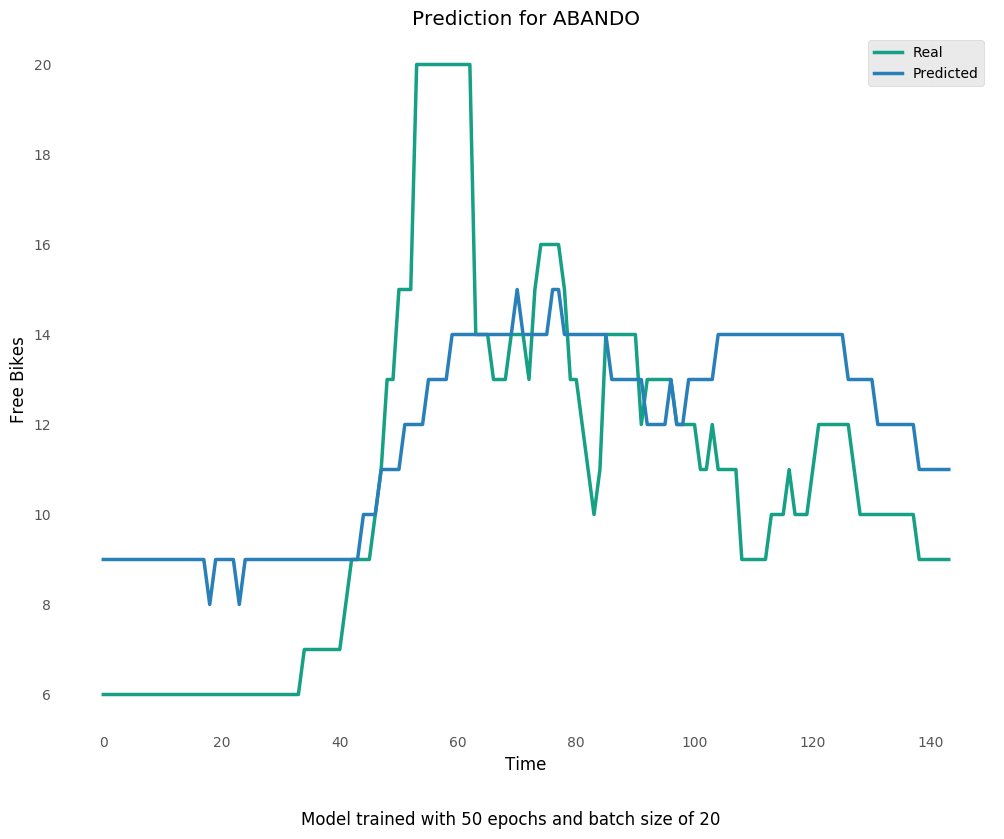 Prediction for ABANDO
Real
Predicted
20
18
16
14
12
10
8
6
Free Bikes
0 20 40 60 80 100 120 140
Time
Model trained with 50 epochs and batch size of 20